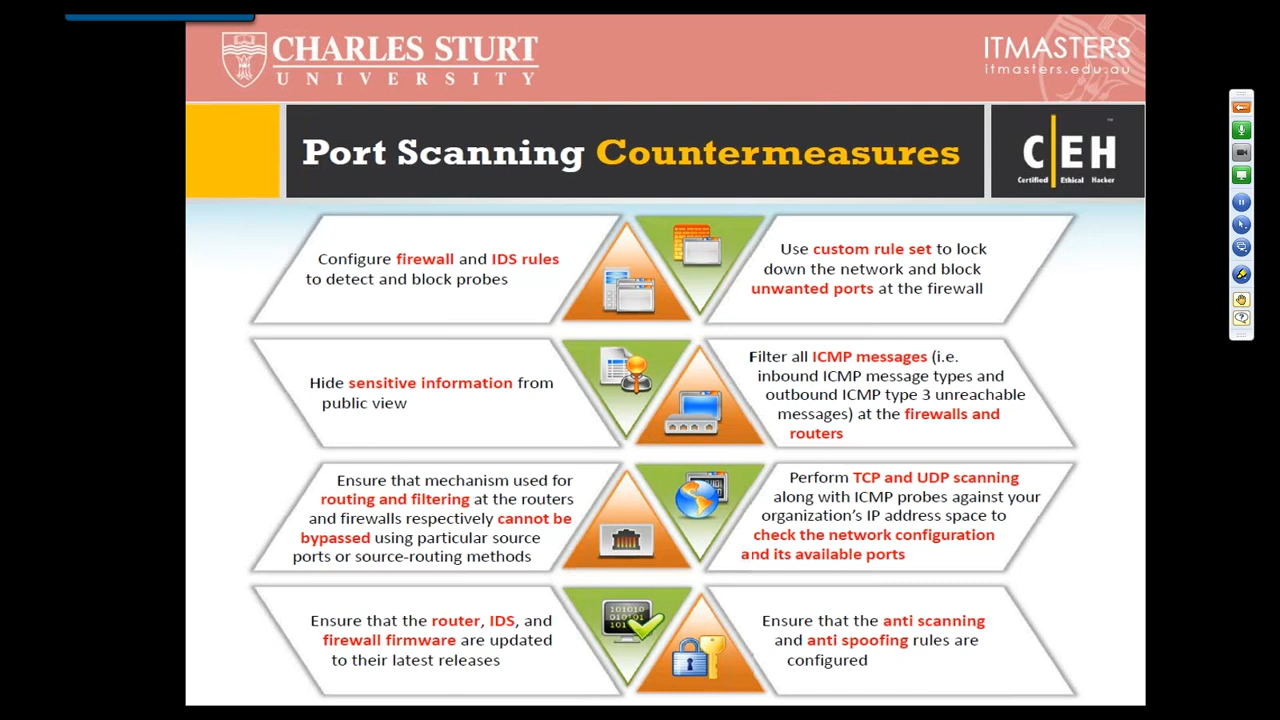 CHARLES STURT
UNIVERSITY
ITMASTERS
itmasters.edu.au
Port Scanning Countermeasures
™
C|EH
Certified Ethical Hacker
Configure firewall and IDS rules
to detect and block probes
Use custom rule set to lock
down the network and block
unwanted ports at the firewall
Hide sensitive information from
public view
Filter all ICMP messages (i.e.
inbound ICMP message types and
outbound ICMP type 3 unreachable
messages) at the firewalls and
routers
Ensure that mechanism used for
routing and filtering at the routers
and firewalls respectively cannot be
bypassed using particular source
ports or source-routing methods
Perform TCP and UDP scanning
along with ICMP probes against your
organization's IP address space to
check the network configuration
and its available ports
Ensure that the router, IDS, and
firewall firmware are updated
to their latest releases
Ensure that the anti scanning
and anti spoofing rules are
configured